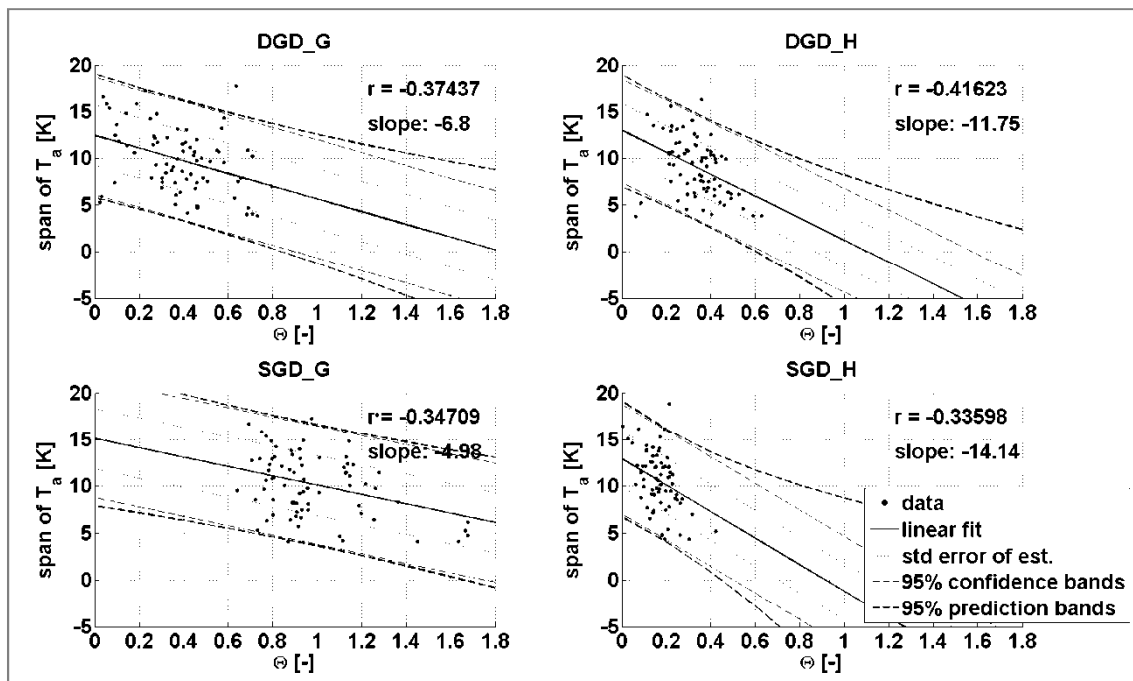 DGD_G
20
15
10
5
0
-5
span of T_a [K]
r = -0.37437
slope: -6.8
0 0.2 0.4 0.6 0.8 1 1.2 1.4 1.6 1.8
Θ [-]
DGD_H
20
15
10
5
0
-5
span of T_a [K]
r = -0.41623
slope: -11.75
0 0.2 0.4 0.6 0.8 1 1.2 1.4 1.6 1.8
Θ [-]
SGD_G
20
15
10
5
0
-5
span of T_a [K]
r = -0.34709
slope: -4.98
0 0.2 0.4 0.6 0.8 1 1.2 1.4 1.6 1.8
Θ [-]
SGD_H
20
15
10
5
0
-5
span of T_a [K]
r = -0.33598
slope: -14.14
data
linear fit
std error of est.
95% confidence bands
95% prediction bands
0 0.2 0.4 0.6 0.8 1 1.2 1.4 1.6 1.8
Θ [-]